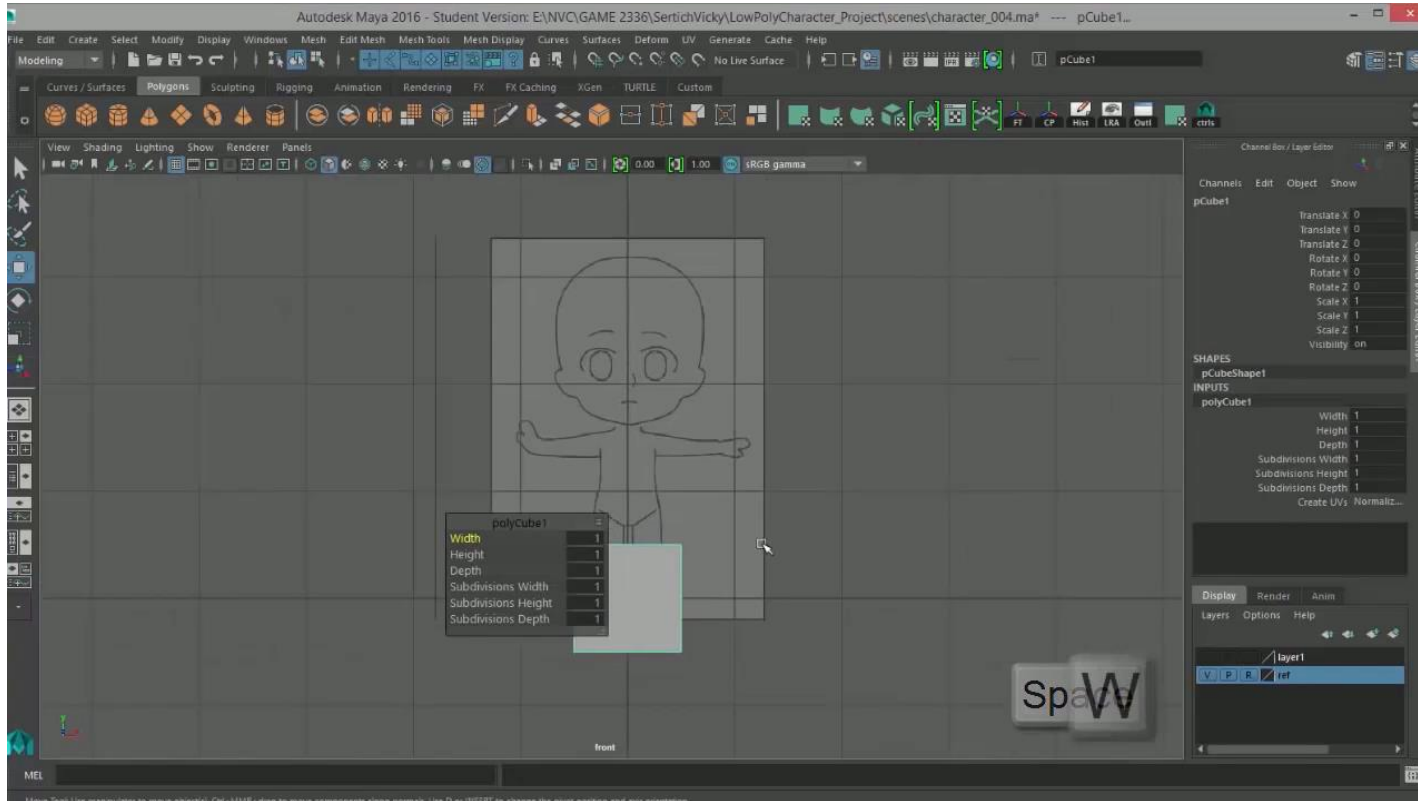 Autodesk Maya 2016 - Student Version: E:\NVC\GAME 2336\SertichVicky\LowPolyCharacter_Project\scenes\character_004.ma* --- pCube1...
File Edit Create Select Modify Display Windows Mesh Edit Mesh Mesh Tools Mesh Display Curves Surfaces Deform UV Generate Cache Help
Modeling No Live Surface pCube1
Curves / Surfaces Polygons Sculpting Rigging Animation Rendering FX FX Caching XGen TURTLE Custom
FT CP Hist LRA Outl ctrls
View Shading Lighting Show Renderer Panels
0.00 1.00 sRGB gamma
Channel Box / Layer Editor
Channels Edit Object Show
pCube1
Translate X 0
Translate Y 0
Translate Z 0
Rotate X 0
Rotate Y 0
Rotate Z 0
Scale X 1
Scale Y 1
Scale Z 1
Visibility on
SHAPES
pCubeShape1
INPUTS
polyCube1
Width 1
Height 1
Depth 1
Subdivisions Width 1
Subdivisions Height 1
Subdivisions Depth 1
Create UVs Normaliz...
polyCube1
Width 1
Height 1
Depth 1
Subdivisions Width 1
Subdivisions Height 1
Subdivisions Depth 1
Display Render Anim
Layers Options Help
layer1
V P R ref
Space W
front
MEL